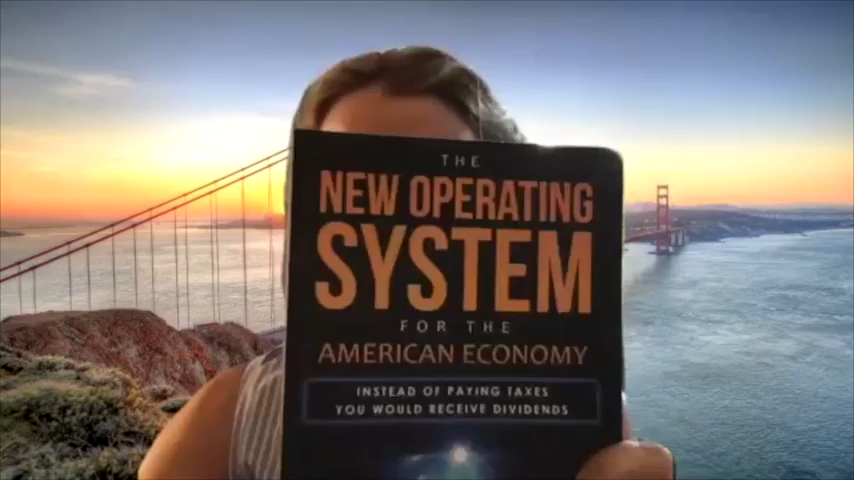 THE
NEW OPERATING
SYSTEM
FOR THE
AMERICAN ECONOMY
INSTEAD OF PAYING TAXES
YOU WOULD RECEIVE DIVIDENDS